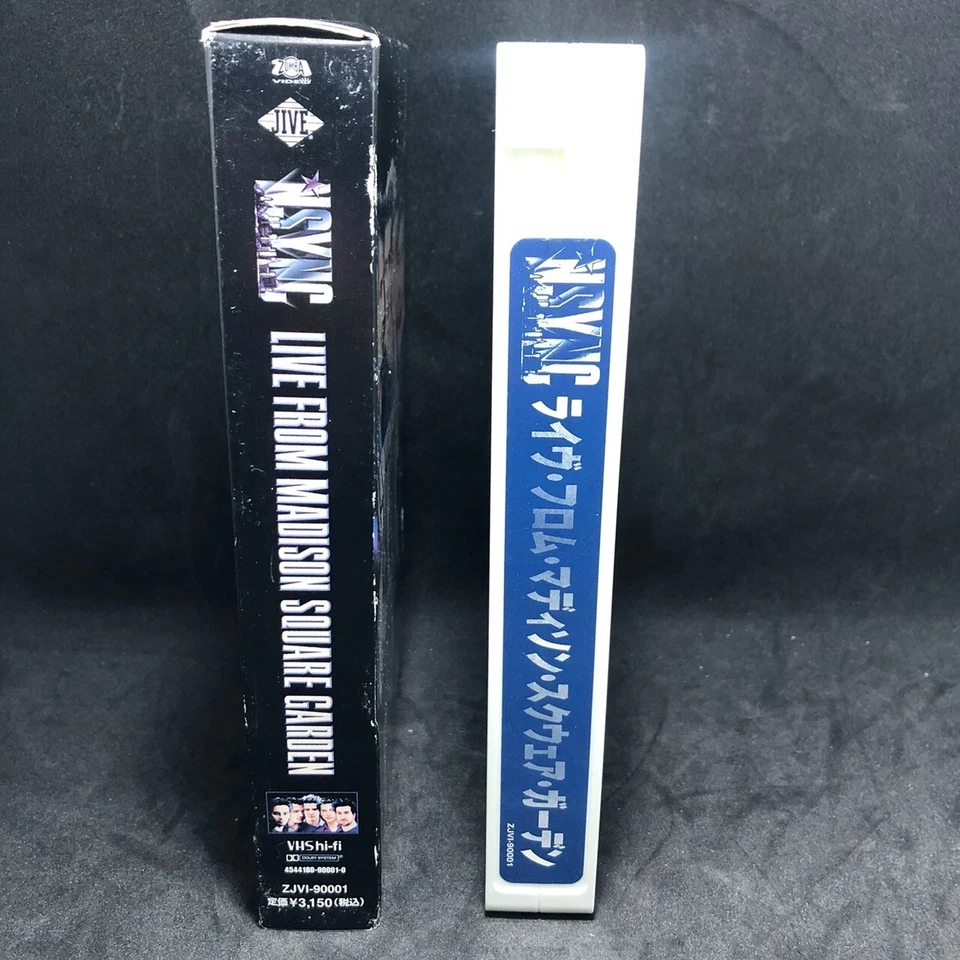 ZOMBA
VIDEO
JIVE
NSYNC
LIVE FROM MADISON SQUARE GARDEN
VHS hi-fi
DOLBY SYSTEM
4544180-90001-0
ZJVI-90001
定価¥3,150(税込)
NSYNC
ライヴ・フロム・マディソン・スクウェア・ガーデン
ZJVI-90001